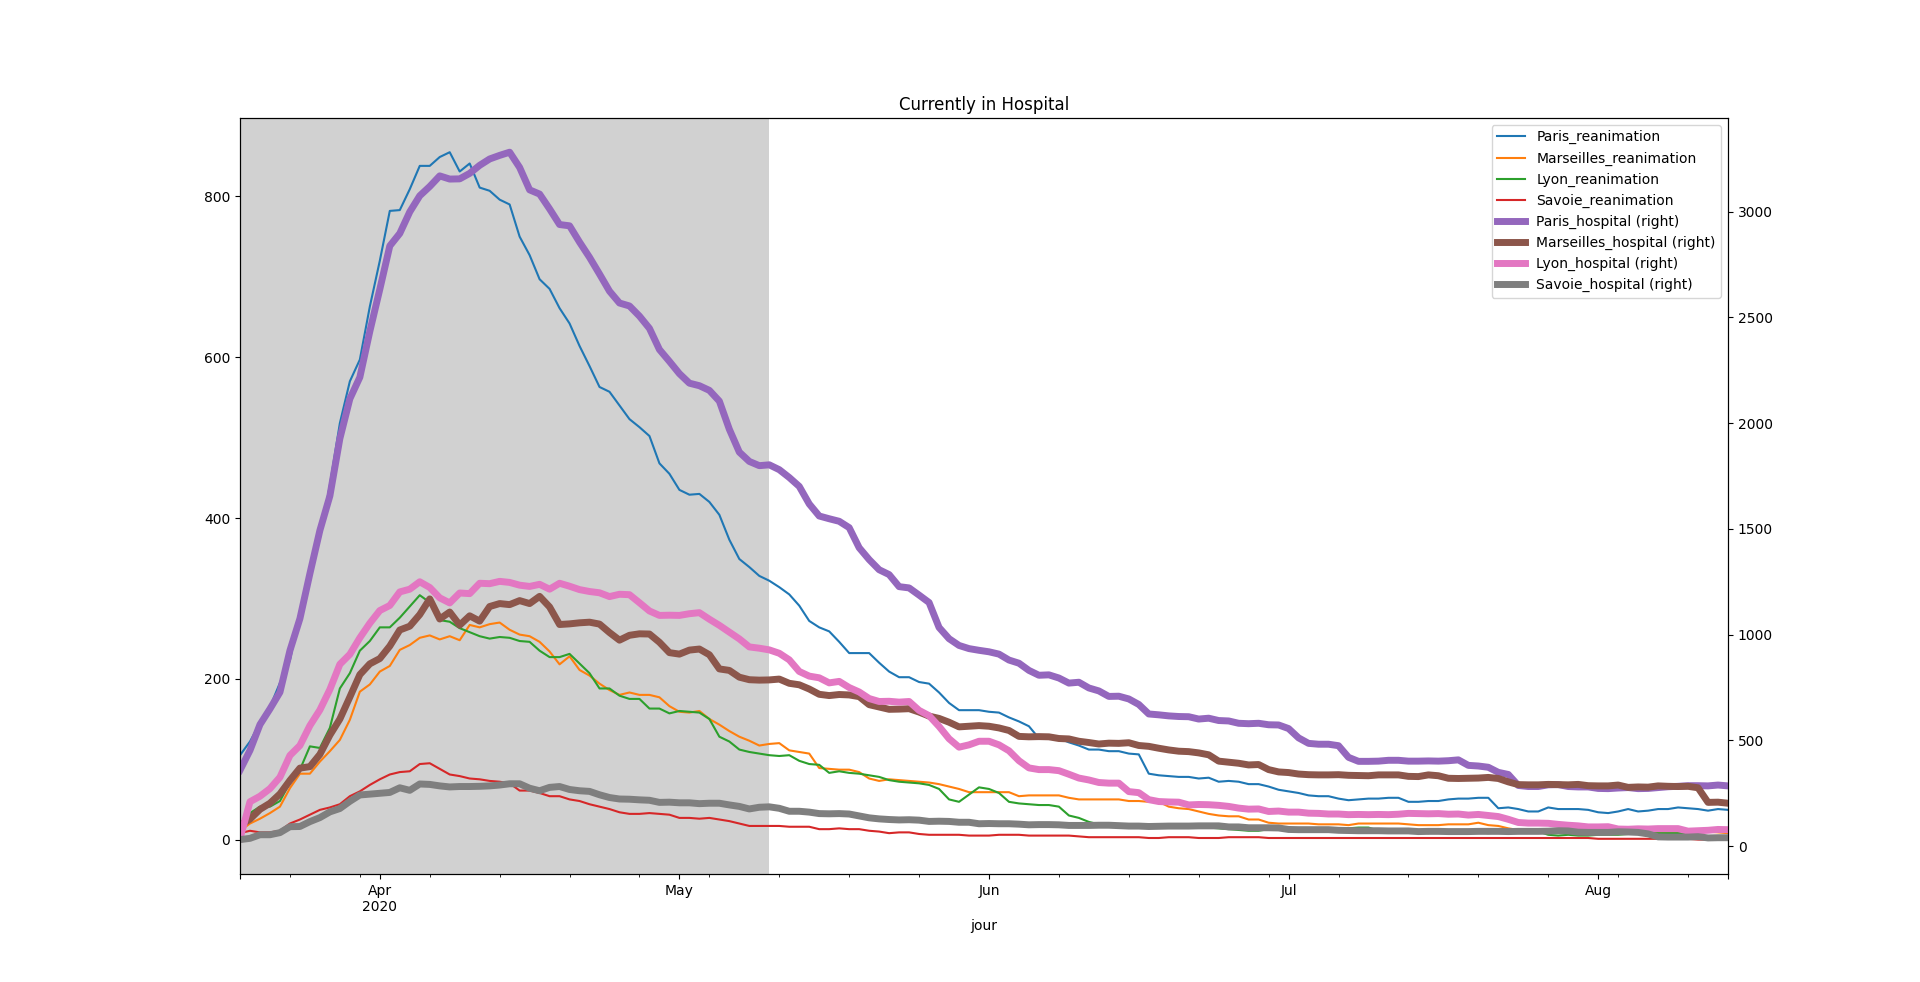 Currently in Hospital
Paris_reanimation
Marseilles_reanimation
Lyon_reanimation
Savoie_reanimation
Paris_hospital (right)
Marseilles_hospital (right)
Lyon_hospital (right)
Savoie_hospital (right)
800
600
400
200
0
3000
2500
2000
1500
1000
500
0
Apr May Jun Jul Aug
2020
jour